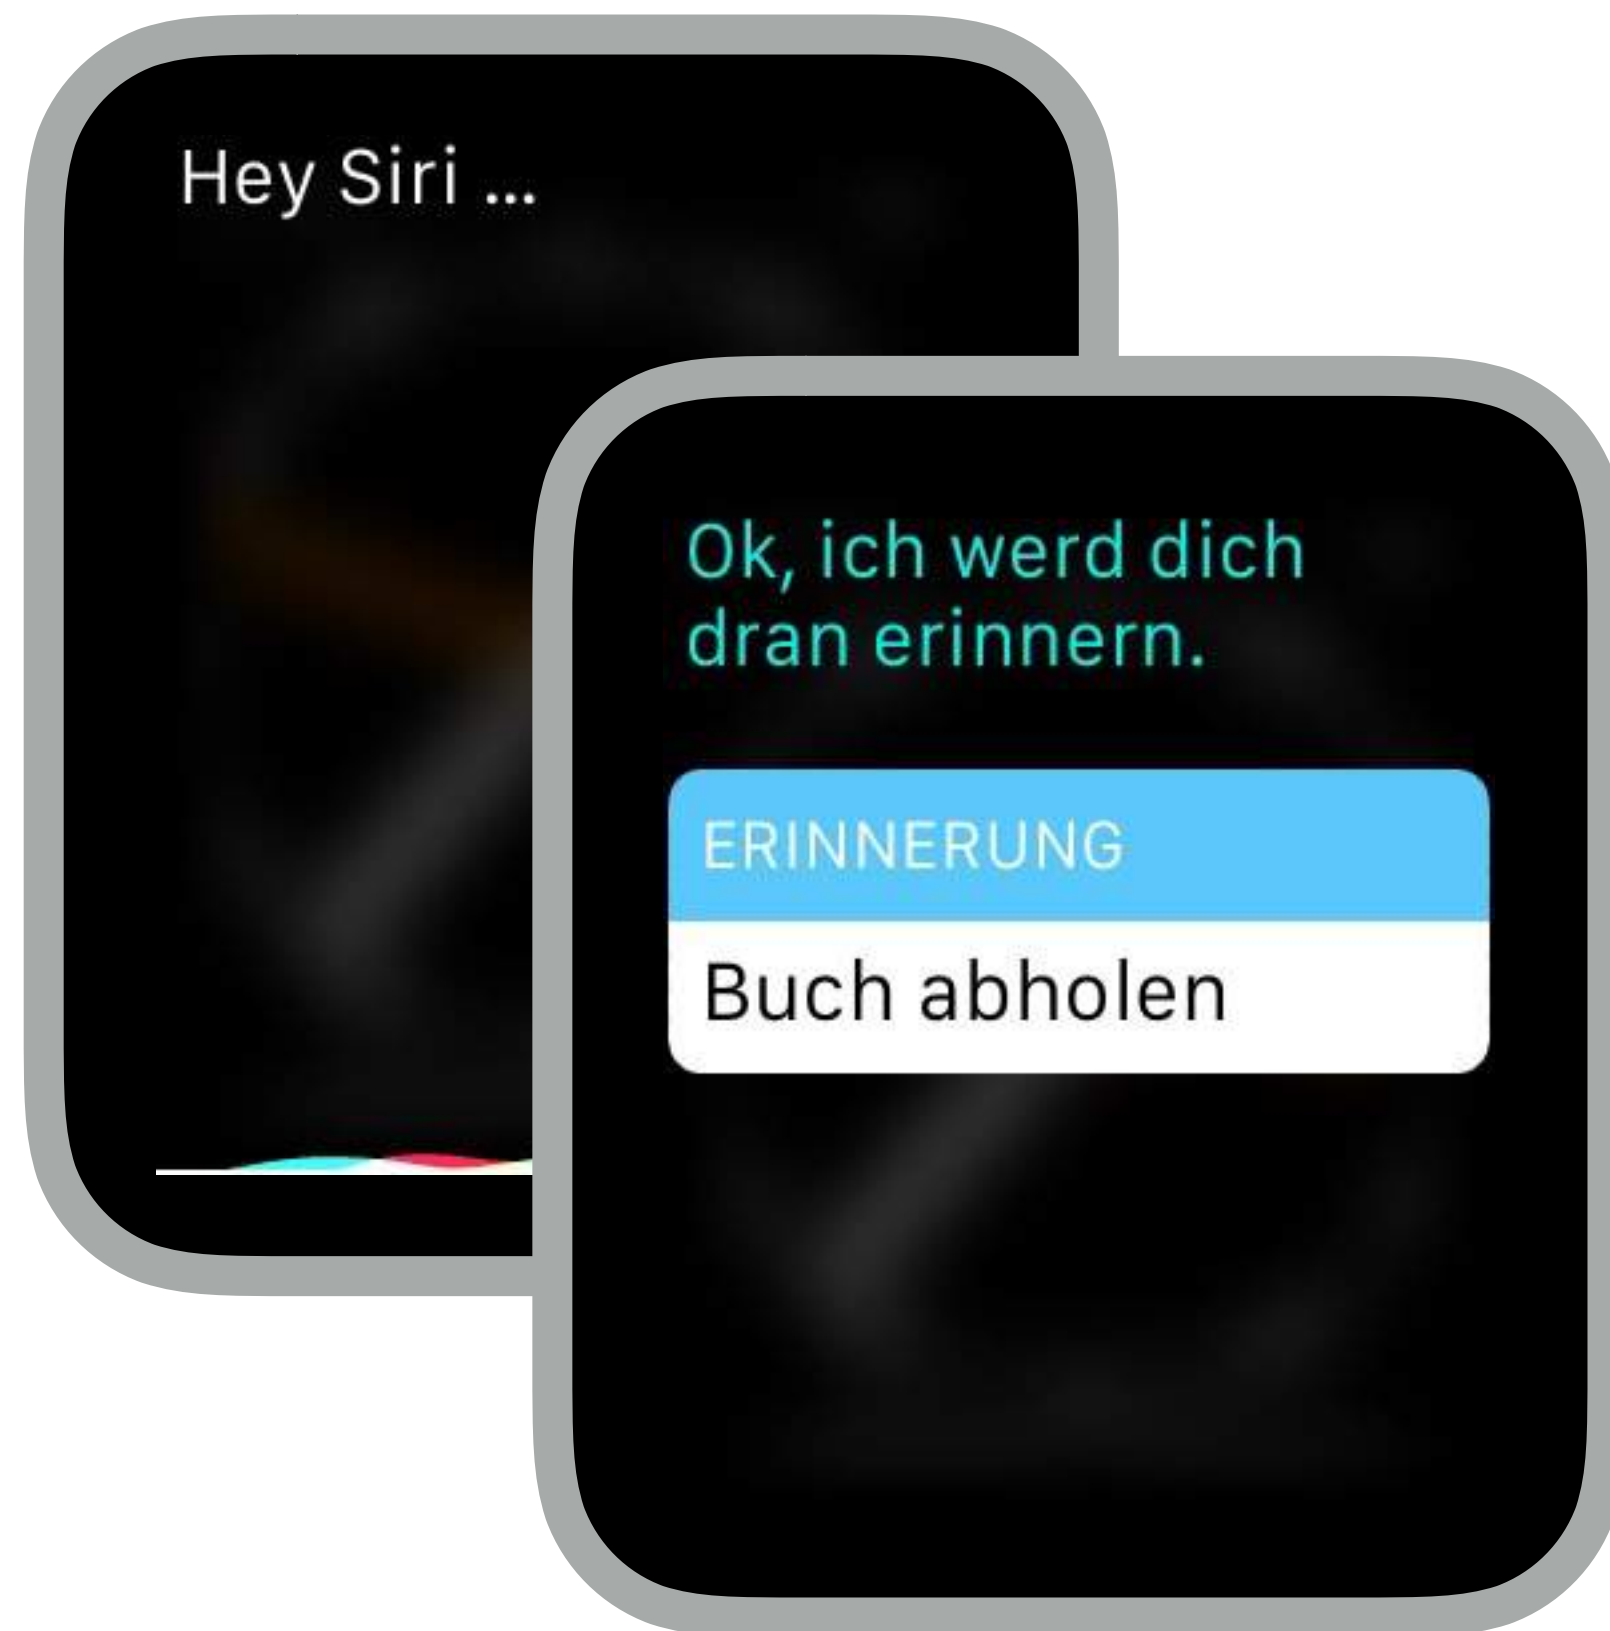 Hey Siri ...
Ok, ich werd dich
dran erinnern.
ERINNERUNG
Buch abholen